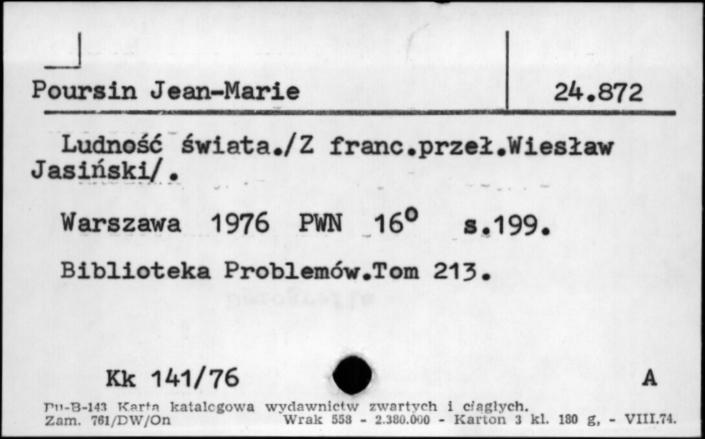 Poursin Jean-Marie 24.872
Ludność świata./Z franc.przeł.Wiesław
Jasiński/.
Warszawa 1976 PWN 16° s.199.
Biblioteka Problemów.Tom 213.
Kk 141/76 A
Pu-B-143 Karta katalogowa wydawnictw zwartych i ciągłych.
Zam. 761/DW/On Wrak 558 - 2.380.000 - Karton 3 kl. 180 g, - VIII.74.